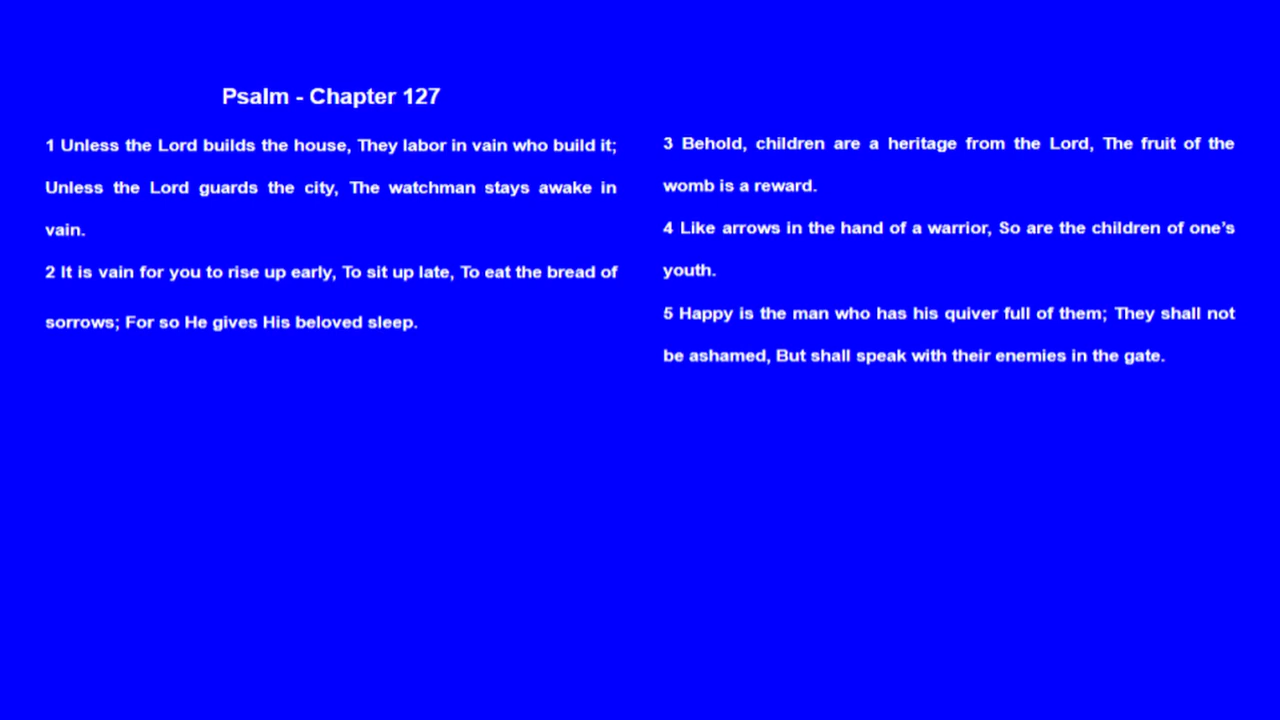 Psalm - Chapter 127
1 Unless the Lord builds the house, They labor in vain who build it;
Unless the Lord guards the city, The watchman stays awake in
vain.
2 It is vain for you to rise up early, To sit up late, To eat the bread of
sorrows; For so He gives His beloved sleep.
3 Behold, children are a heritage from the Lord, The fruit of the
womb is a reward.
4 Like arrows in the hand of a warrior, So are the children of one’s
youth.
5 Happy is the man who has his quiver full of them; They shall not
be ashamed, But shall speak with their enemies in the gate.